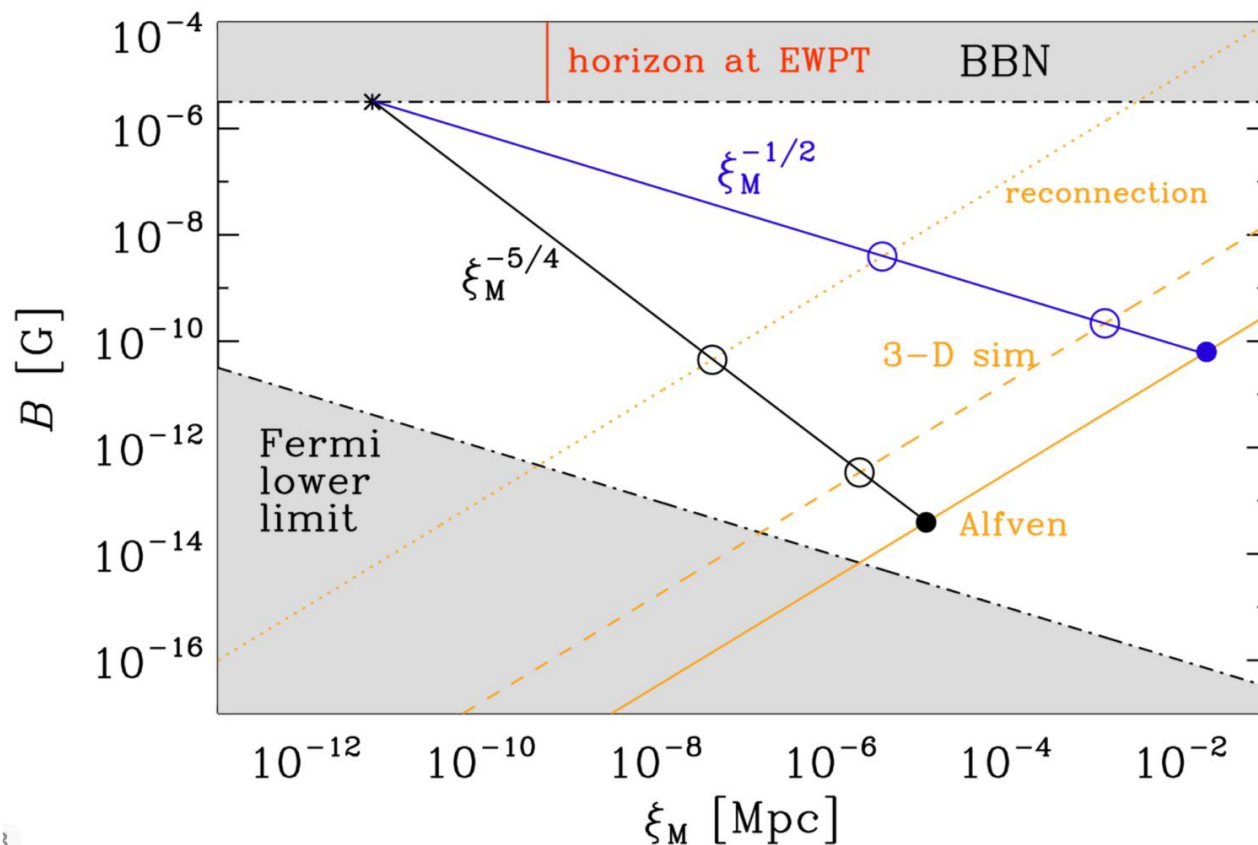 10^{-4}
horizon at EWPT
BBN
10^{-6}
ξ_M^{-1/2}
reconnection
10^{-8}
ξ_M^{-5/4}
B [G]
10^{-10}
3-D sim
10^{-12}
Fermi
lower
limit
Alfven
10^{-14}
10^{-16}
10^{-12} 10^{-10} 10^{-8} 10^{-6} 10^{-4} 10^{-2}
ξ_M [Mpc]